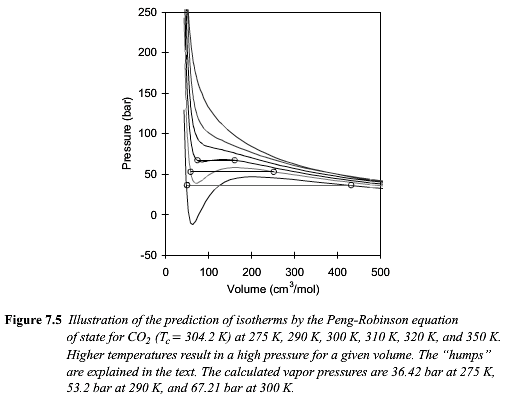 250
200
150
100
50
0
-50
Pressure (bar)
0 100 200 300 400 500
Volume (cm³/mol)
Figure 7.5 Illustration of the prediction of isotherms by the Peng-Robinson equation
of state for CO₂ (Tc = 304.2 K) at 275 K, 290 K, 300 K, 310 K, 320 K, and 350 K.
Higher temperatures result in a high pressure for a given volume. The “humps”
are explained in the text. The calculated vapor pressures are 36.42 bar at 275 K,
53.2 bar at 290 K, and 67.21 bar at 300 K.